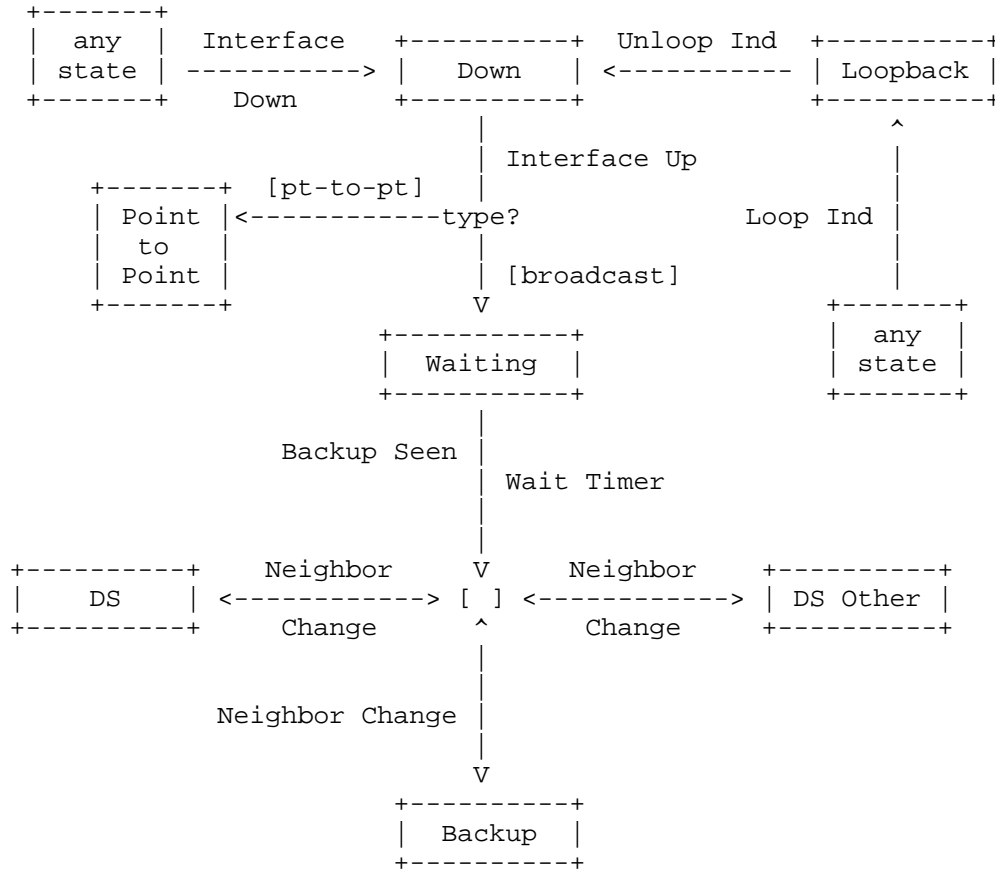 +-------+
|  any  |   Interface    +----------+   Unloop Ind   +----------+
| state | -----------> |   Down   | <----------- | Loopback |
+-------+     Down       +----------+                +----------+
|                          ^
| Interface Up             |
+-------+  [pt-to-pt]   |                          |
| Point |<------------type?               Loop Ind |
|  to   |               |                          |
| Point |               | [broadcast]              |
+-------+               V                      +-------+
+-----------+                |  any  |
|  Waiting  |                | state |
+-----------+                +-------+
|
Backup Seen |
| Wait Timer
|
|
+----------+    Neighbor     V     Neighbor      +----------+
|    DS    | <------------> [ ] <------------> | DS Other |
+----------+     Change      ^      Change       +----------+
|
|
Neighbor Change |
|
V
+----------+
|  Backup  |
+----------+